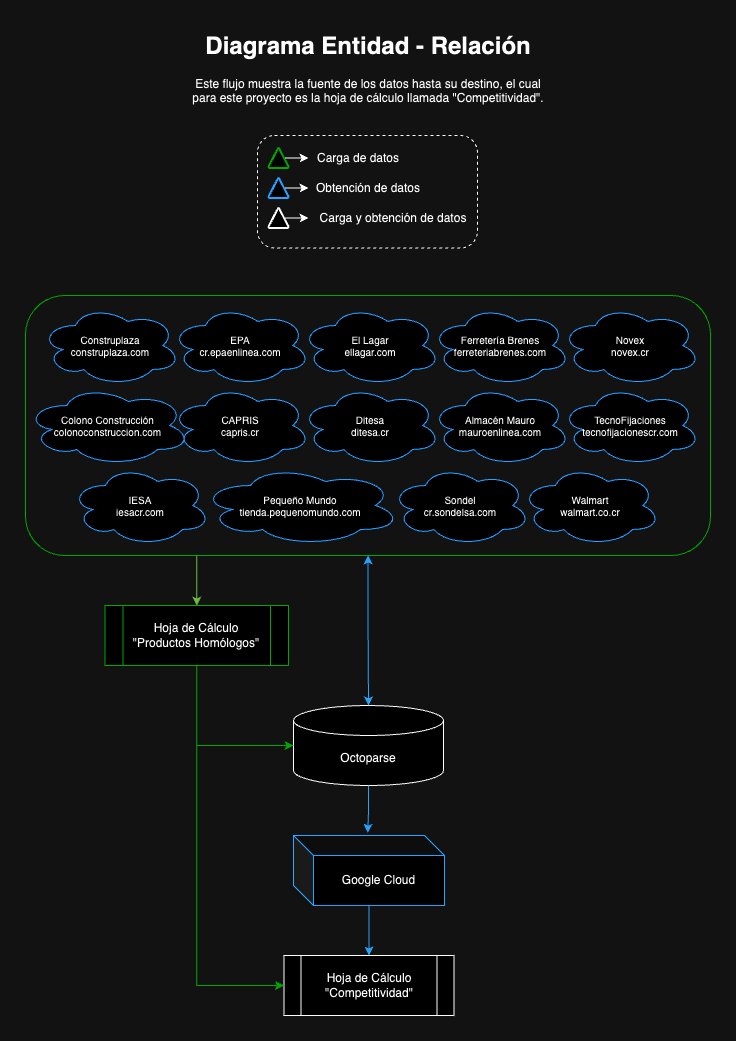 Diagrama Entidad - Relación
Este flujo muestra la fuente de los datos hasta su destino, el cual
para este proyecto es la hoja de cálculo llamada "Competitividad".
Carga de datos
Obtención de datos
Carga y obtención de datos
Construplaza
construplaza.com
EPA
cr.epaenlinea.com
El Lagar
ellagar.com
Ferretería Brenes
ferreteriabrenes.com
Novex
novex.cr
Colono Construcción
colonoconstruccion.com
CAPRIS
capris.cr
Ditesa
ditesa.cr
Almacén Mauro
mauroenlinea.com
TecnoFijaciones
tecnofijacionescr.com
IESA
iesacr.com
Pequeño Mundo
tienda.pequenomundo.com
Sondel
cr.sondelsa.com
Walmart
walmart.co.cr
Hoja de Cálculo
"Productos Homólogos"
Octoparse
Google Cloud
Hoja de Cálculo
"Competitividad"